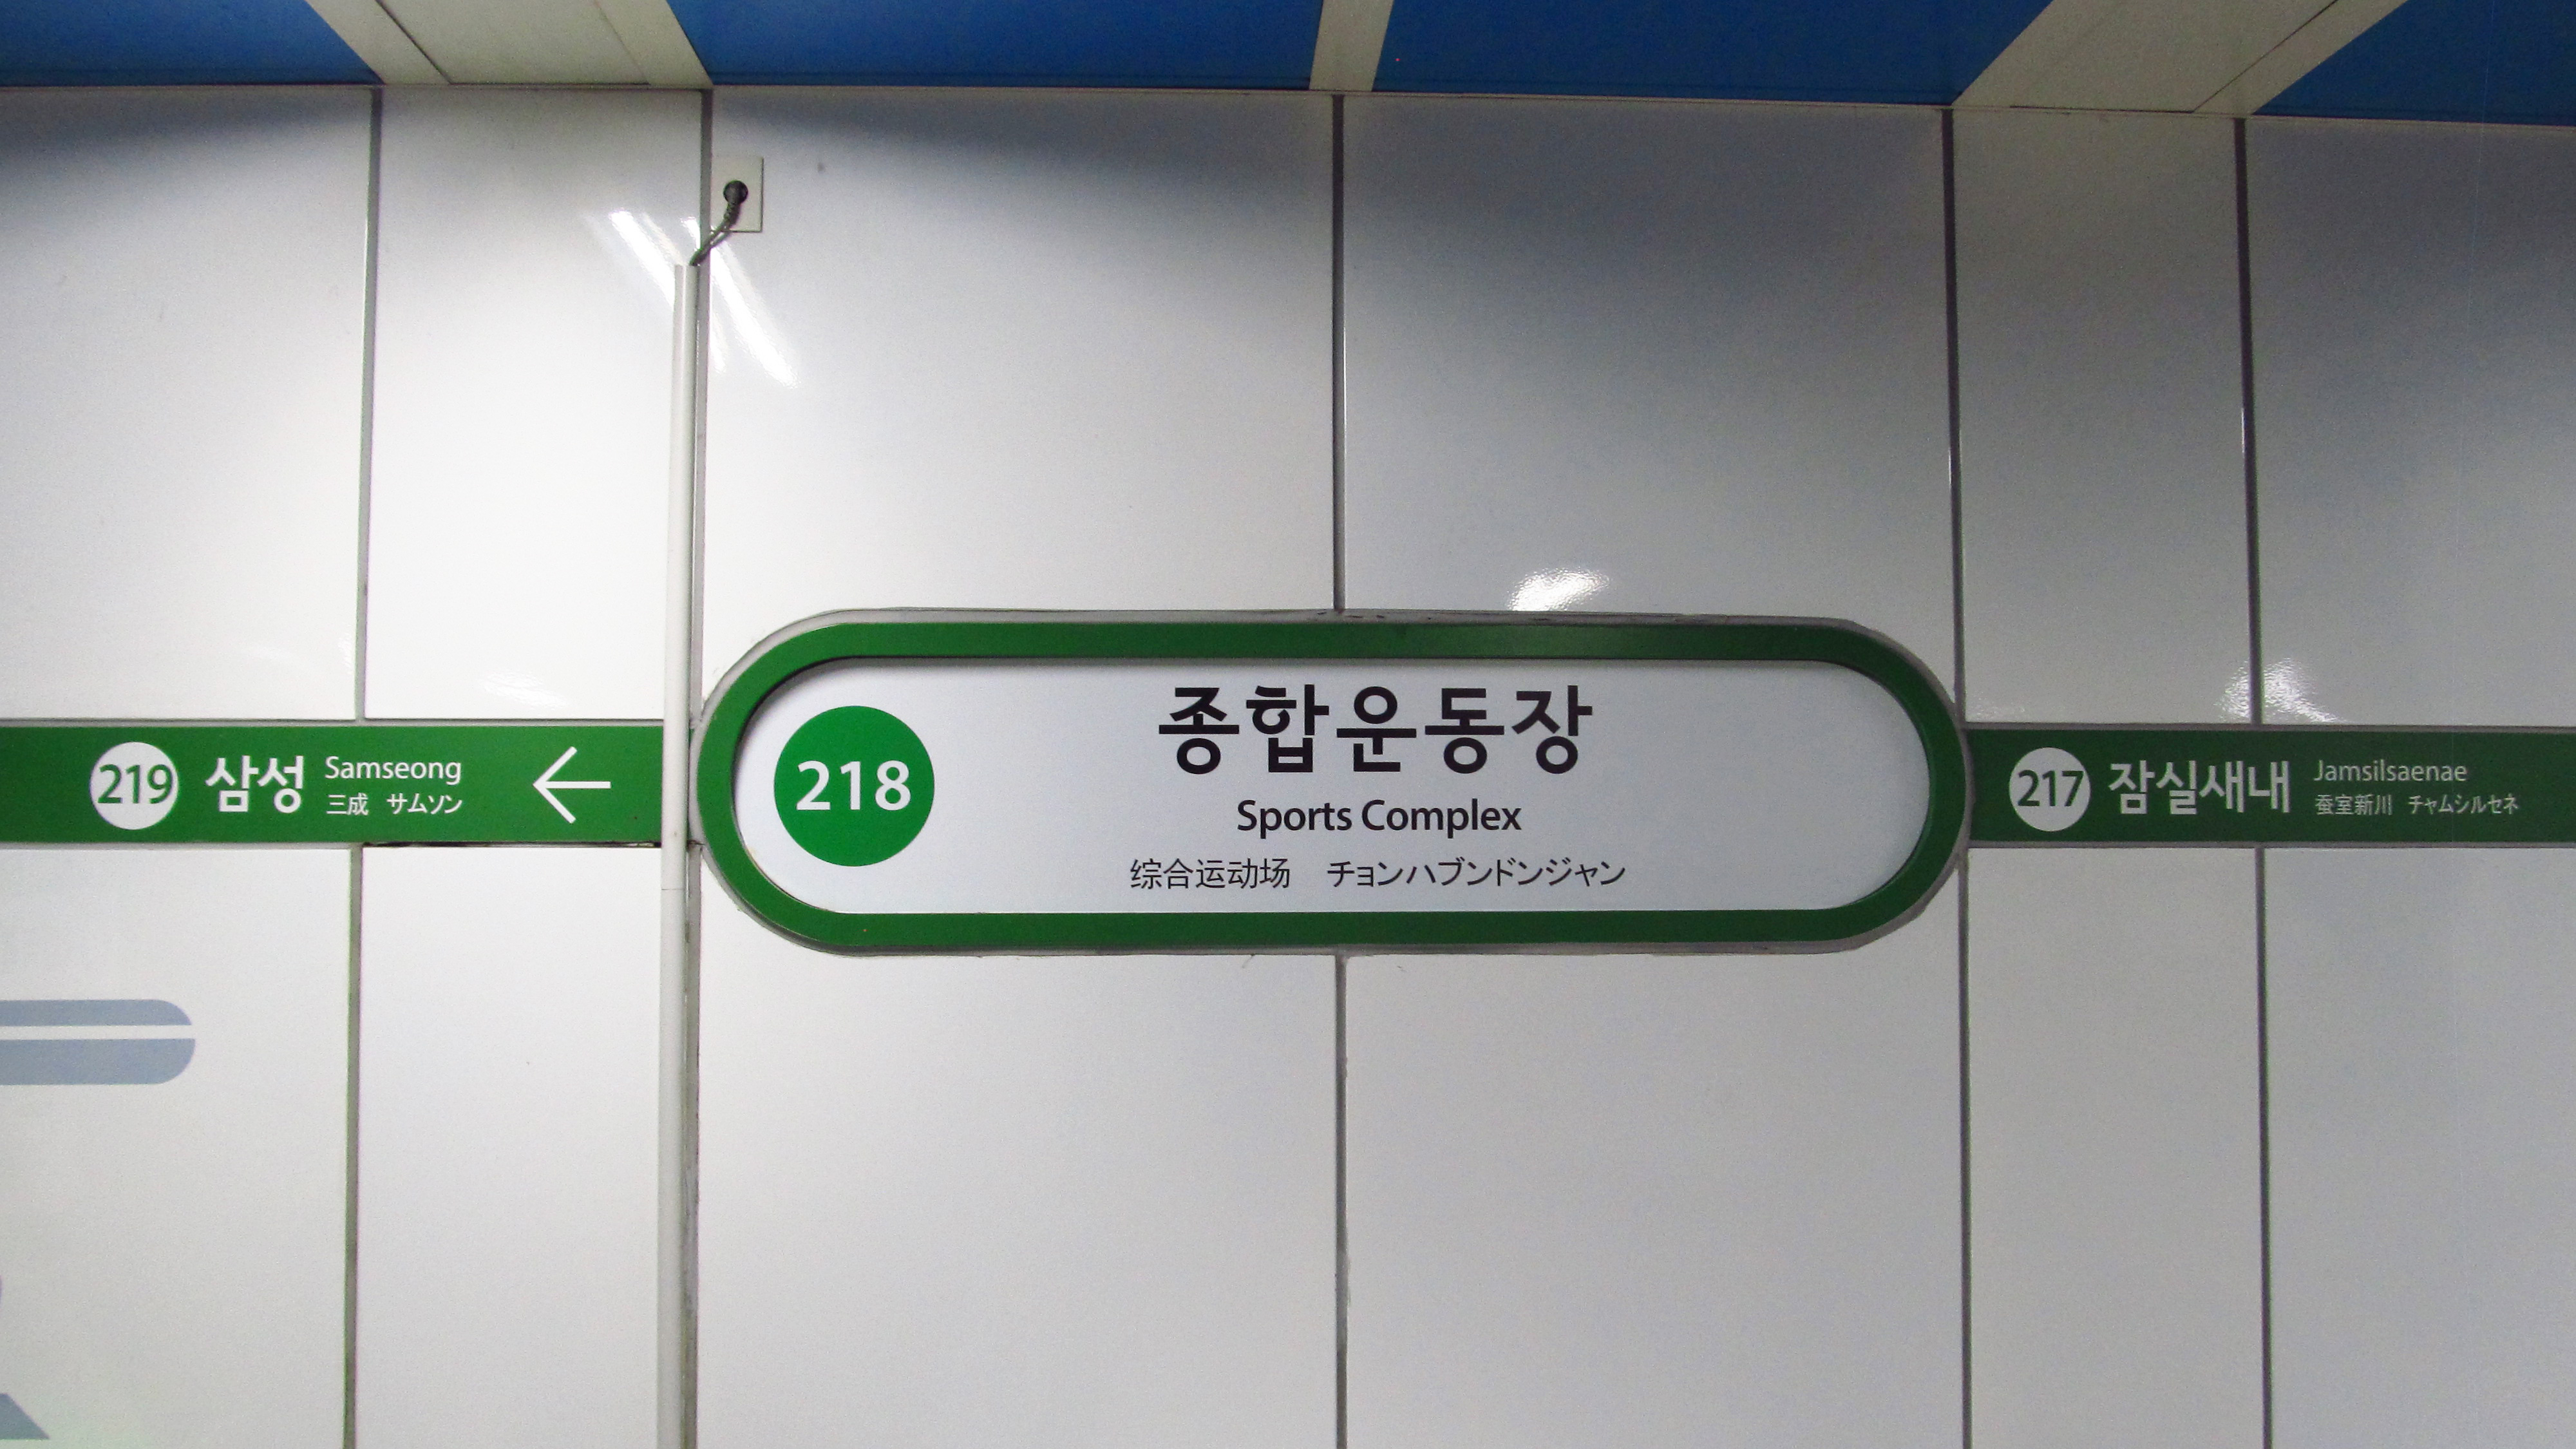 219 삼성 Samseong
三成 サムソン
218
종합운동장
Sports Complex
综合运动场 チョンハブンドンジャン
217 잠실새내 Jamsilsaenae
蚕室新川 チャムシルセネ